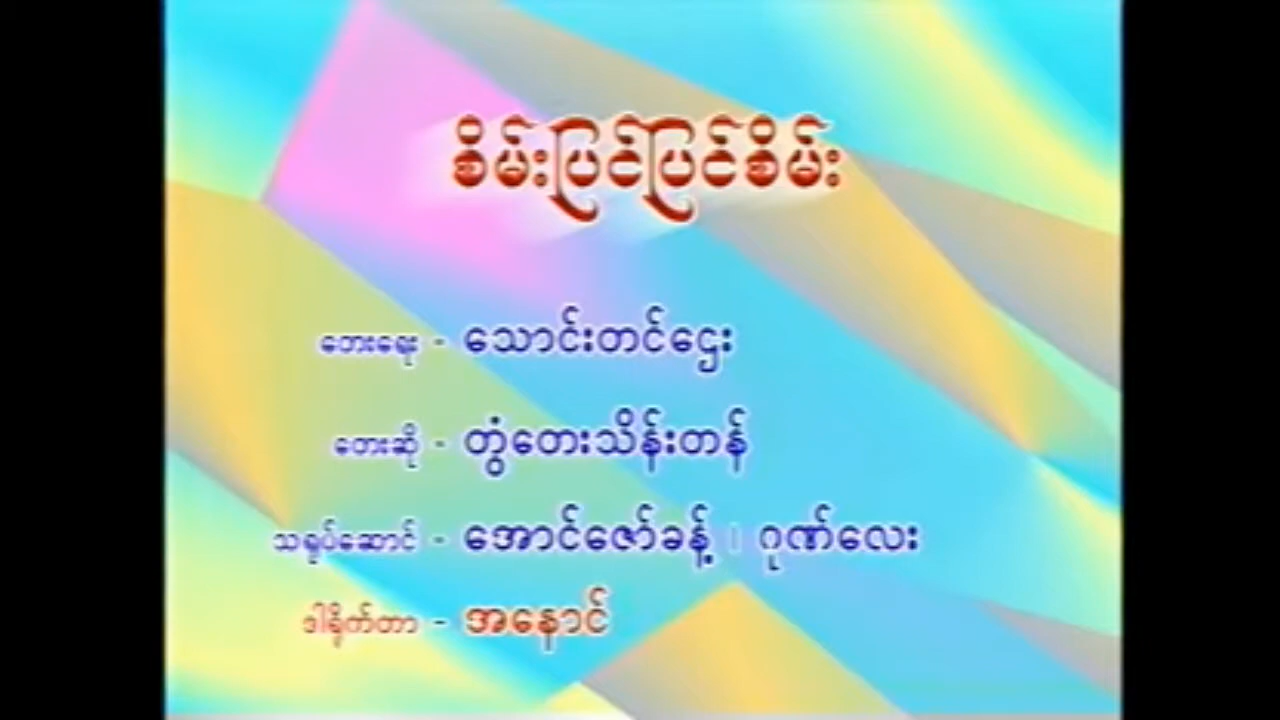 စိမ်းပြင်ပြင်စိမ်း
တေးရေး - သောင်းတင်ဌေး
တေးဆို - တွံတေးသိန်းတန်
သရုပ်ဆောင် - အောင်ဇော်ခန့် ၊ ဂုဏ်လေး
ဒါရိုက်တာ - အနောင်